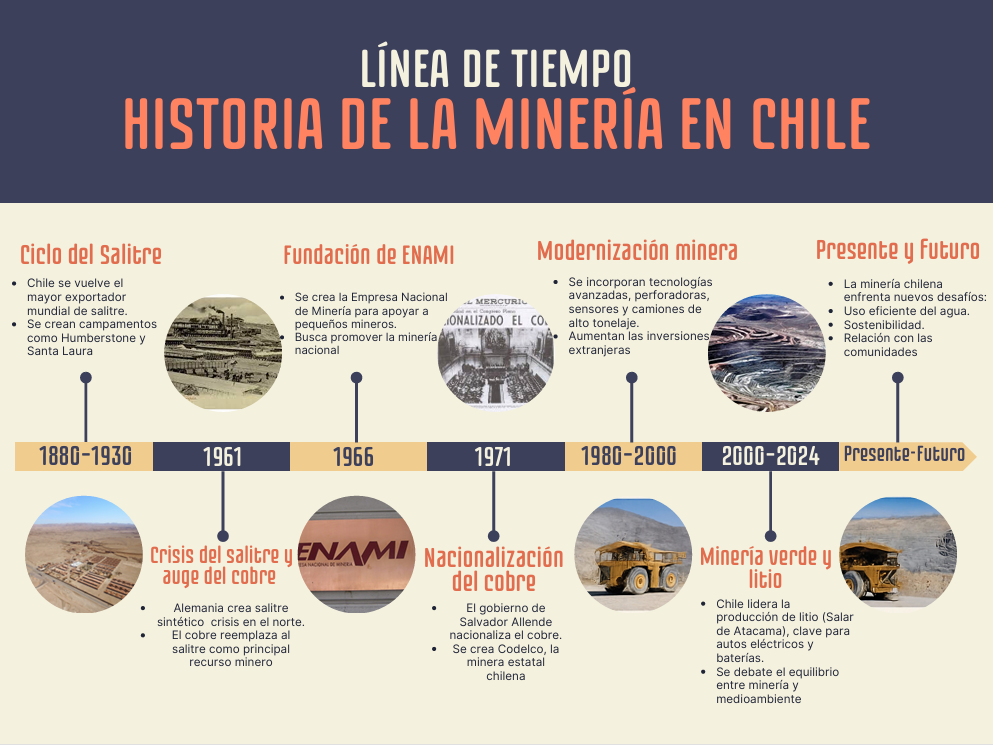 LÍNEA DE TIEMPO
HISTORIA DE LA MINERÍA EN CHILE
Ciclo del Salitre
• Chile se vuelve el
mayor exportador
mundial de salitre.
• Se crean campamentos
como Humberstone y
Santa Laura
Fundación de ENAMI
• Se crea la Empresa Nacional
de Minería para apoyar a
pequeños mineros.
• Busca promover la minería
nacional
EL MERCURIO
IONALIZADO EL CO
Modernización minera
• Se incorporan tecnologías
avanzadas, perforadoras,
sensores y camiones de
alto tonelaje.
• Aumentan las inversiones
extranjeras
Presente y futuro
• La minería chilena
enfrenta nuevos desafíos:
• Uso eficiente del agua.
• Sostenibilidad.
• Relación con las
comunidades
1880-1930
1961
1966
1971
1980-2000
2000-2024
Presente-Futuro
Crisis del salitre y
auge del cobre
• Alemania crea salitre
sintético crisis en el norte.
• El cobre reemplaza al
salitre como principal
recurso minero
ENAMI
Nacionalización
del cobre
• El gobierno de
Salvador Allende
nacionaliza el cobre.
• Se crea Codelco, la
minera estatal
chilena
Minería verde y
litio
• Chile lidera la
producción de litio (Salar
de Atacama), clave para
autos eléctricos y
baterías.
• Se debate el equilibrio
entre minería y
medioambiente